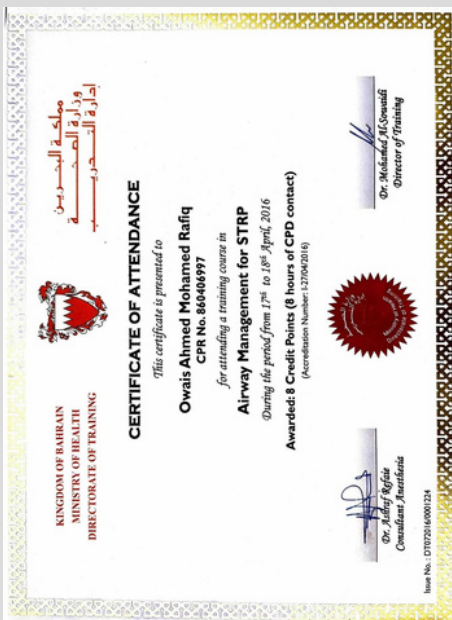 KINGDOM OF BAHRAIN
MINISTRY OF HEALTH
DIRECTORATE OF TRAINING
مملكة البحرين
وزارة الصحة
إدارة التدريب
CERTIFICATE OF ATTENDANCE
This certificate is presented to
Owais Ahmed Mohamed Rafiq
CPR No. 860406997
for attending a training course in
Airway Management for STRP
During the period from 17th to 18th April, 2016
Awarded: 8 Credit Points (8 hours of CPD contact)
(Accreditation Number: I-27/04/2016)
Dr. Ashraf Refaie
Consultant Anesthesia
Dr. Mohamed Al-Sowaidi
Director of Training
Issue No. : DT072016/0001224